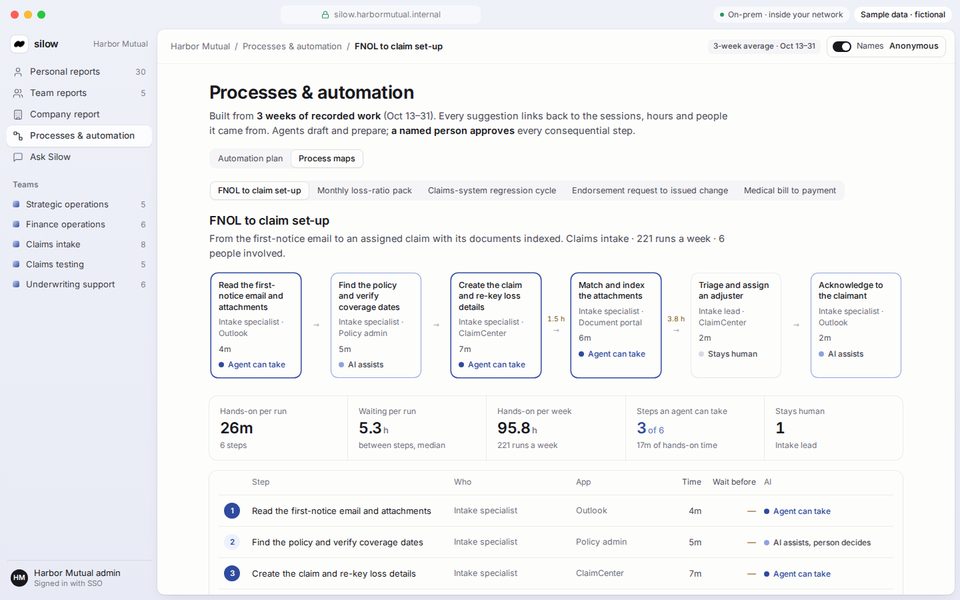 silow.harbormutual.internal
On-prem · inside your network
Sample data · fictional
silow
Harbor Mutual
Personal reports 30
Team reports 5
Company report
Processes & automation
Ask Silow
Teams
Strategic operations 5
Finance operations 6
Claims intake 8
Claims testing 5
Underwriting support 6
HM
Harbor Mutual admin
Signed in with SSO
Harbor Mutual / Processes & automation / FNOL to claim set-up
3-week average · Oct 13–31
Names Anonymous
Processes & automation
Built from 3 weeks of recorded work (Oct 13–31). Every suggestion links back to the sessions, hours and people
it came from. Agents draft and prepare; a named person approves every consequential step.
Automation plan
Process maps
FNOL to claim set-up
Monthly loss-ratio pack
Claims-system regression cycle
Endorsement request to issued change
Medical bill to payment
FNOL to claim set-up
From the first-notice email to an assigned claim with its documents indexed. Claims intake · 221 runs a week · 6
people involved.
Read the first-
notice email and
attachments
Intake specialist ·
Outlook
4m
Agent can take
→
Find the policy
and verify
coverage dates
Intake specialist ·
Policy admin
5m
AI assists
→
Create the claim
and re-key loss
details
Intake specialist ·
ClaimCenter
7m
Agent can take
1.5 h
→
Match and index
the attachments
Intake specialist ·
Document portal
6m
Agent can take
3.8 h
→
Triage and assign
an adjuster
Intake lead ·
ClaimCenter
2m
Stays human
→
Acknowledge to
the claimant
Intake specialist ·
Outlook
2m
AI assists
Hands-on per run
26m
6 steps
Waiting per run
5.3 h
between steps, median
Hands-on per week
95.8 h
221 runs a week
Steps an agent can take
3 of 6
17m of hands-on time
Stays human
1
Intake lead
Step Who App Time Wait before AI
1 Read the first-notice email and attachments Intake specialist Outlook 4m — Agent can take
2 Find the policy and verify coverage dates Intake specialist Policy admin 5m — AI assists, person decides
3 Create the claim and re-key loss details Intake specialist ClaimCenter 7m — Agent can take